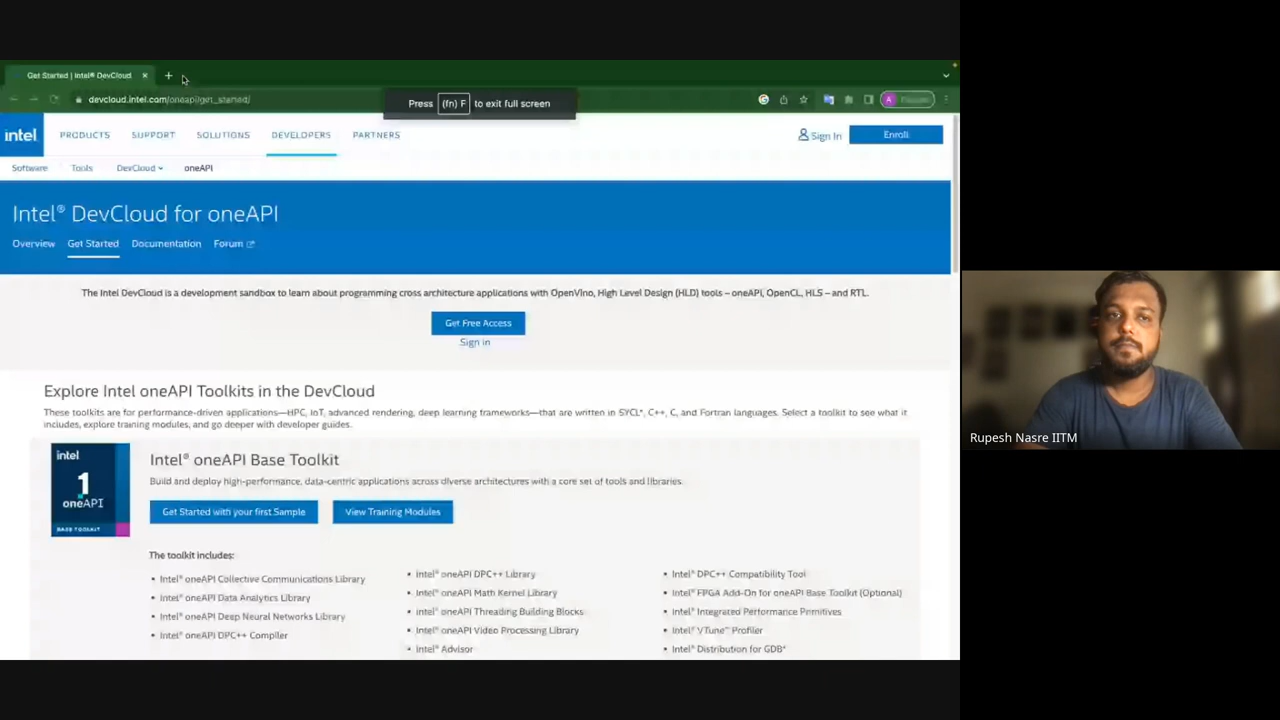 Get Started | Intel® DevCloud
devcloud.intel.com/oneapi/get_started/
Press (fn) F to exit full screen
A
intel
PRODUCTS SUPPORT SOLUTIONS DEVELOPERS PARTNERS
Sign In
Enroll
Software Tools DevCloud oneAPI
Intel® DevCloud for oneAPI
Overview Get Started Documentation Forum
The Intel DevCloud is a development sandbox to learn about programming cross architecture applications with OpenVino, High Level Design (HLD) tools – oneAPI, OpenCL, HLS – and RTL.
Get Free Access
Sign in
Explore Intel oneAPI Toolkits in the DevCloud
These toolkits are for performance-driven applications—HPC, IoT, advanced rendering, deep learning frameworks—that are written in SYCL*, C++, C, and Fortran languages. Select a toolkit to see what it
includes, explore training modules, and go deeper with developer guides.
intel
1
oneAPI
BASE TOOLKIT
Intel® oneAPI Base Toolkit
Build and deploy high-performance, data-centric applications across diverse architectures with a core set of tools and libraries.
Get Started with your first Sample
View Training Modules
The toolkit includes:
• Intel® oneAPI Collective Communications Library
• Intel® oneAPI Data Analytics Library
• Intel® oneAPI Deep Neural Networks Library
• Intel® oneAPI DPC++ Compiler
• Intel® oneAPI DPC++ Library
• Intel® oneAPI Math Kernel Library
• Intel® oneAPI Threading Building Blocks
• Intel® oneAPI Video Processing Library
• Intel® Advisor
• Intel® DPC++ Compatibility Tool
• Intel® FPGA Add-On for oneAPI Base Toolkit (Optional)
• Intel® Integrated Performance Primitives
• Intel® VTune™ Profiler
• Intel® Distribution for GDB*
Rupesh Nasre IITM